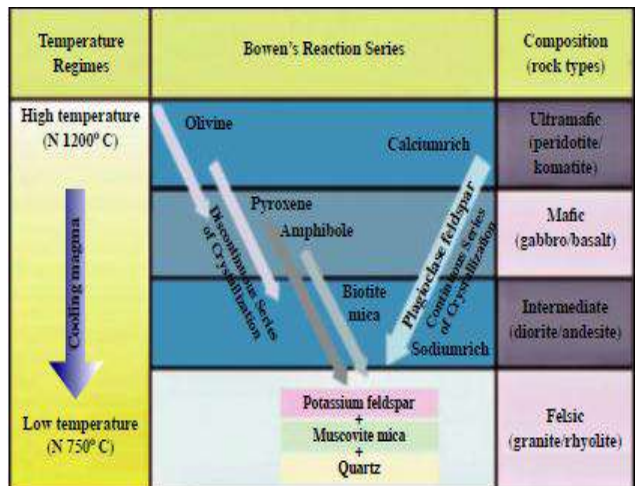 Temperature
Regimes
Bowen's Reaction Series
Composition
(rock types)
High temperature
(N 1200º C)
Cooling magma
Low temperature
(N 750º C)
Olivine
Calciumrich
Discontinuous Series
of Crystallization
Pyroxene
Amphibole
Plagioclase feldspar
Continuous Series
of Crystallization
Biotite
mica
Sodiumrich
Potassium feldspar
+
Muscovite mica
+
Quartz
Ultramafic
(peridotite/
komatite)
Mafic
(gabbro/basalt)
Intermediate
(diorite/andesite)
Felsic
(granite/rhyolite)